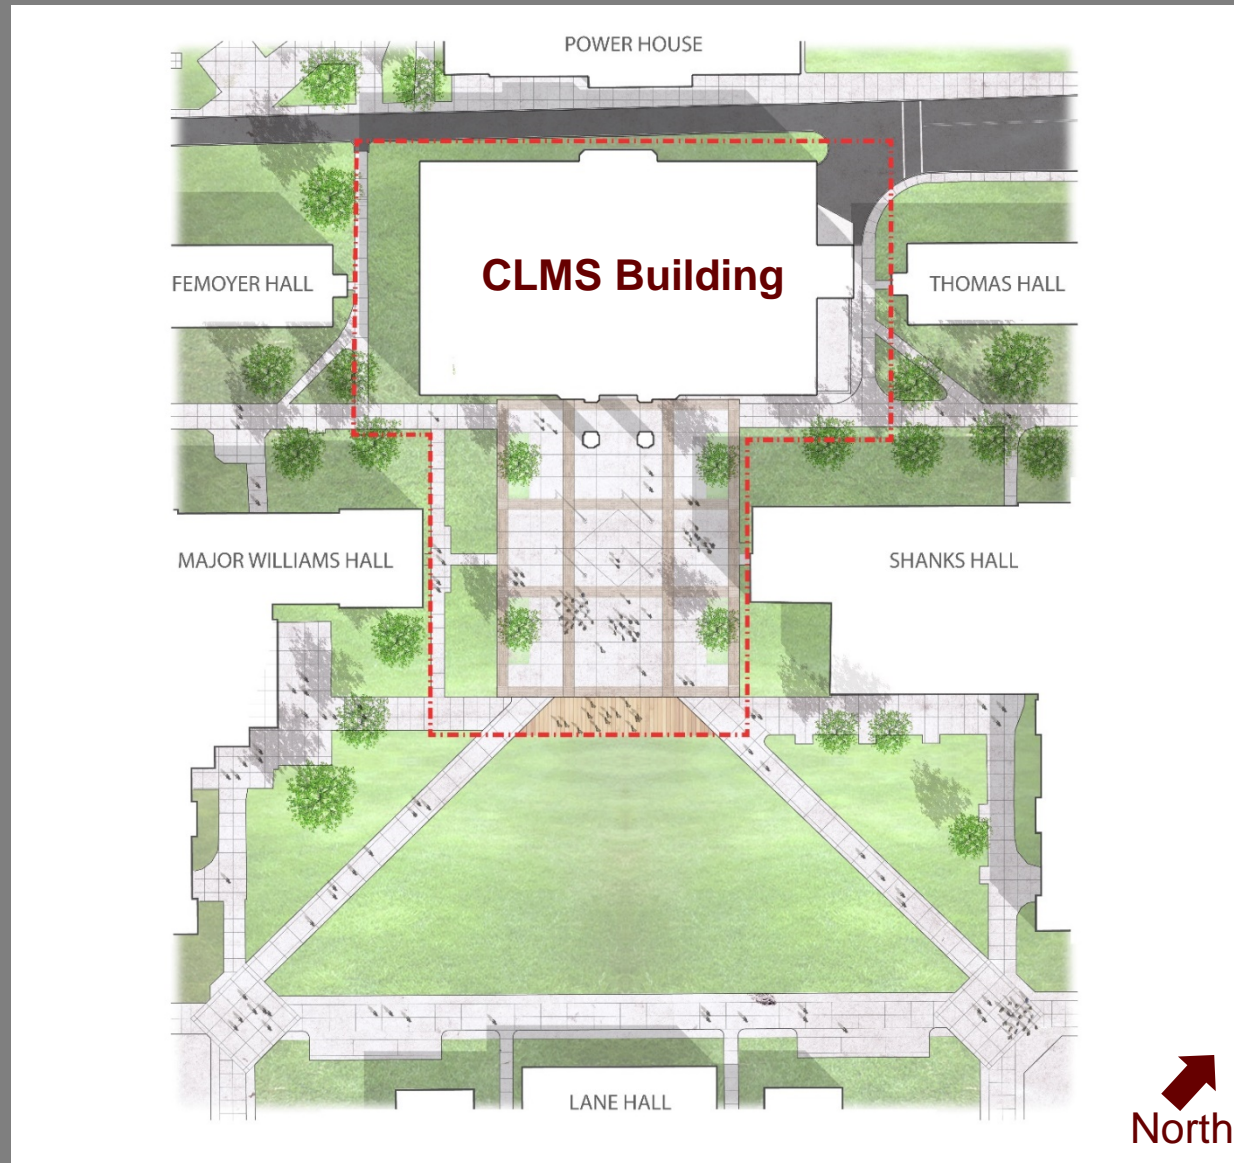 POWER HOUSE
CLMS Building
FEMOYER HALL
THOMAS HALL
MAJOR WILLIAMS HALL
SHANKS HALL
LANE HALL
North